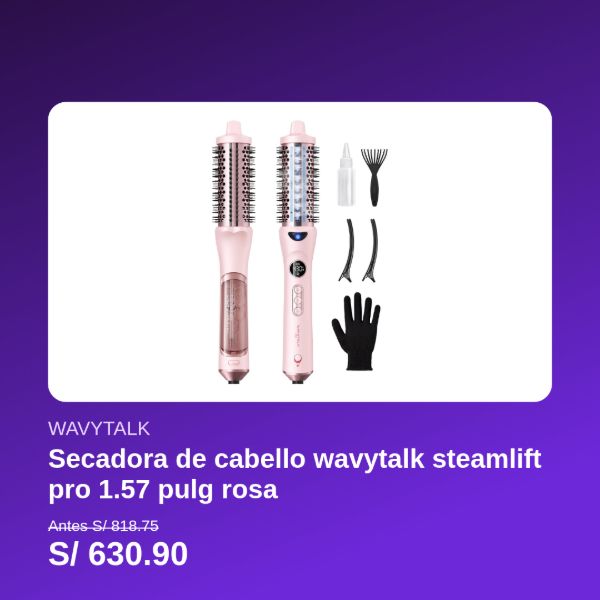 WAVYTALK
Secadora de cabello wavytalk steamlift
pro 1.57 pulg rosa
Antes S/ 818.75
S/ 630.90